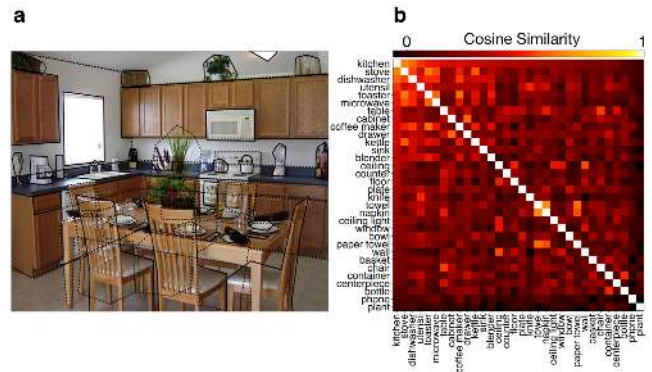 a
b
Cosine Similarity
0
1
kitchen
stove
dishwasher
utensil
toaster
microwave
table
cabinet
coffee maker
drawer
kettle
sink
blender
ceiling
counter
floor
plate
knife
towel
napkin
ceiling light
window
bowl
paper towel
wall
basket
chair
container
centerpiece
bottle
phone
plant
kitchen
stove
dishwasher
utensil
toaster
microwave
table
cabinet
coffee maker
drawer
kettle
sink
blender
ceiling
counter
floor
plate
knife
towel
napkin
ceiling light
window
bowl
paper towel
wall
basket
chair
container
centerpiece
bottle
phone
plant